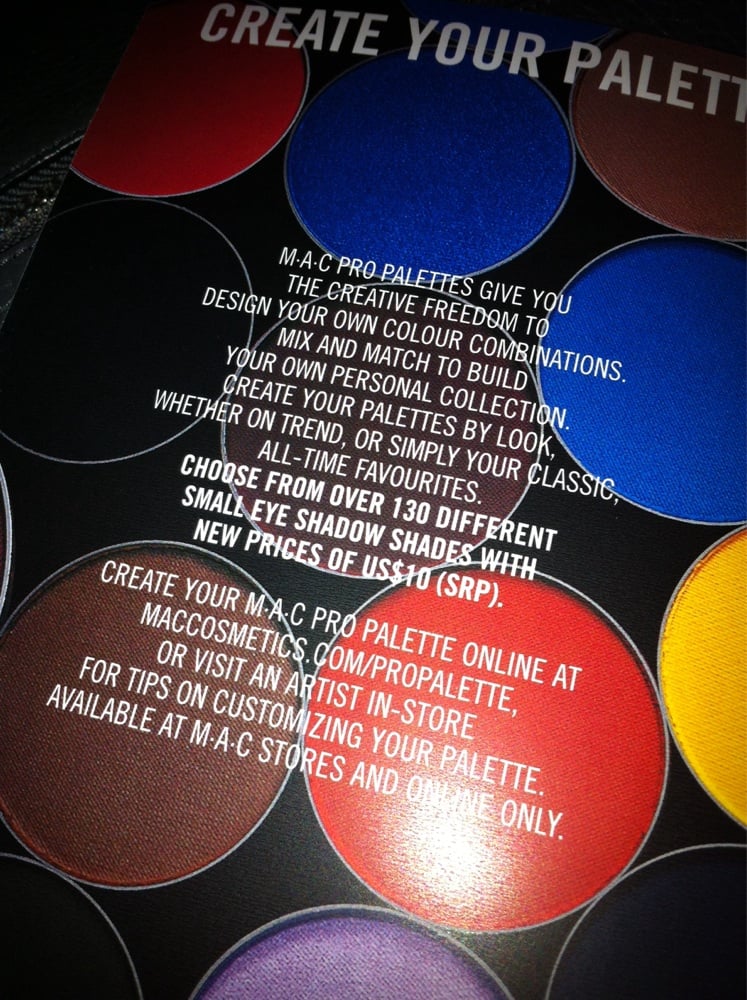 CREATE YOUR PALETT
M·A·C PRO PALETTES GIVE YOU
THE CREATIVE FREEDOM TO
DESIGN YOUR OWN COLOUR COMBINATIONS.
MIX AND MATCH TO BUILD
YOUR OWN PERSONAL COLLECTION.
CREATE YOUR PALETTES BY LOOK,
WHETHER ON TREND, OR SIMPLY YOUR CLASSIC,
ALL-TIME FAVOURITES.
CHOOSE FROM OVER 130 DIFFERENT
SMALL EYE SHADOW SHADES WITH
NEW PRICES OF US$10 (SRP).
CREATE YOUR M·A·C PRO PALETTE ONLINE AT
MACCOSMETICS.COM/PROPALETTE,
OR VISIT AN ARTIST IN-STORE
FOR TIPS ON CUSTOMIZING YOUR PALETTE.
AVAILABLE AT M·A·C STORES AND ONLINE ONLY.